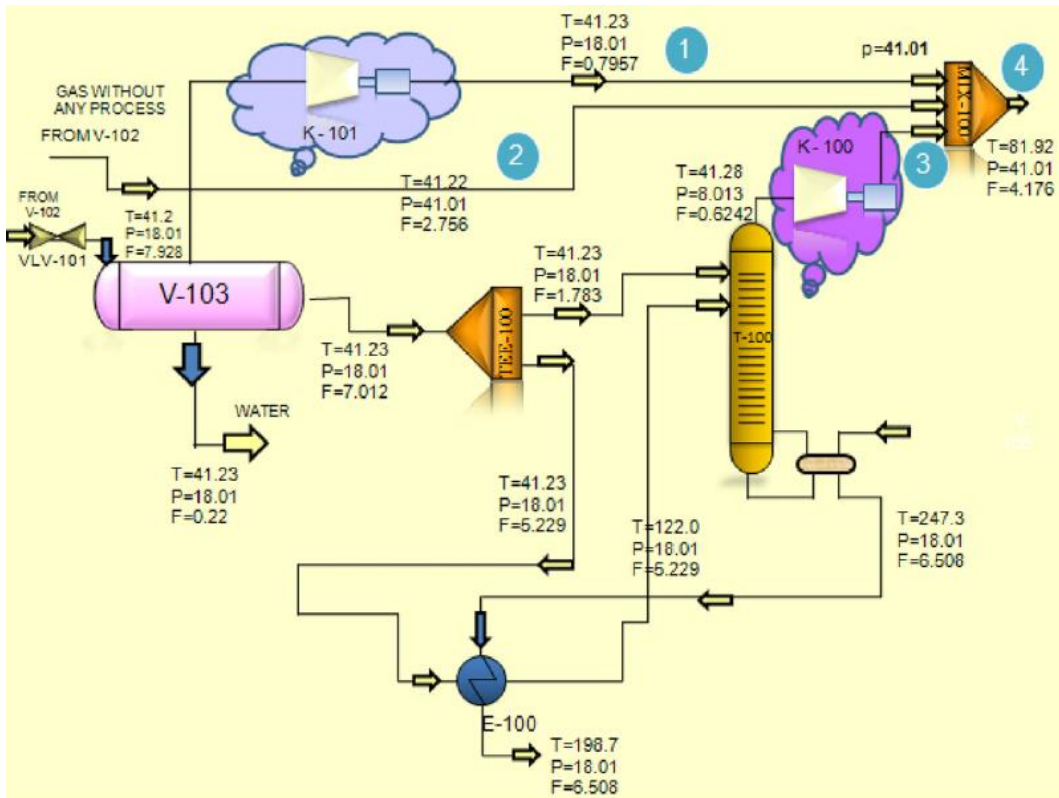 T=41.23
P=18.01
F=0.7957
1
p=41.01
4
MIX-100
GAS WITHOUT
ANY PROCESS
FROM V-102
K - 101
2
K - 100
3
T=81.92
P=41.01
F=4.176
T=41.22
P=41.01
F=2.756
T=41.28
P=8.013
F=0.6242
FROM
V-102
VLV-101
T=41.2
P=18.01
F=7.928
V-103
T=41.23
P=18.01
F=1.783
TEE-100
T-100
T=41.23
P=18.01
F=7.012
WATER
T=41.23
P=18.01
F=0.22
T=41.23
P=18.01
F=5.229
T=122.0
P=18.01
F=5.229
T=247.3
P=18.01
F=6.508
E-100
T=198.7
P=18.01
F=6.508